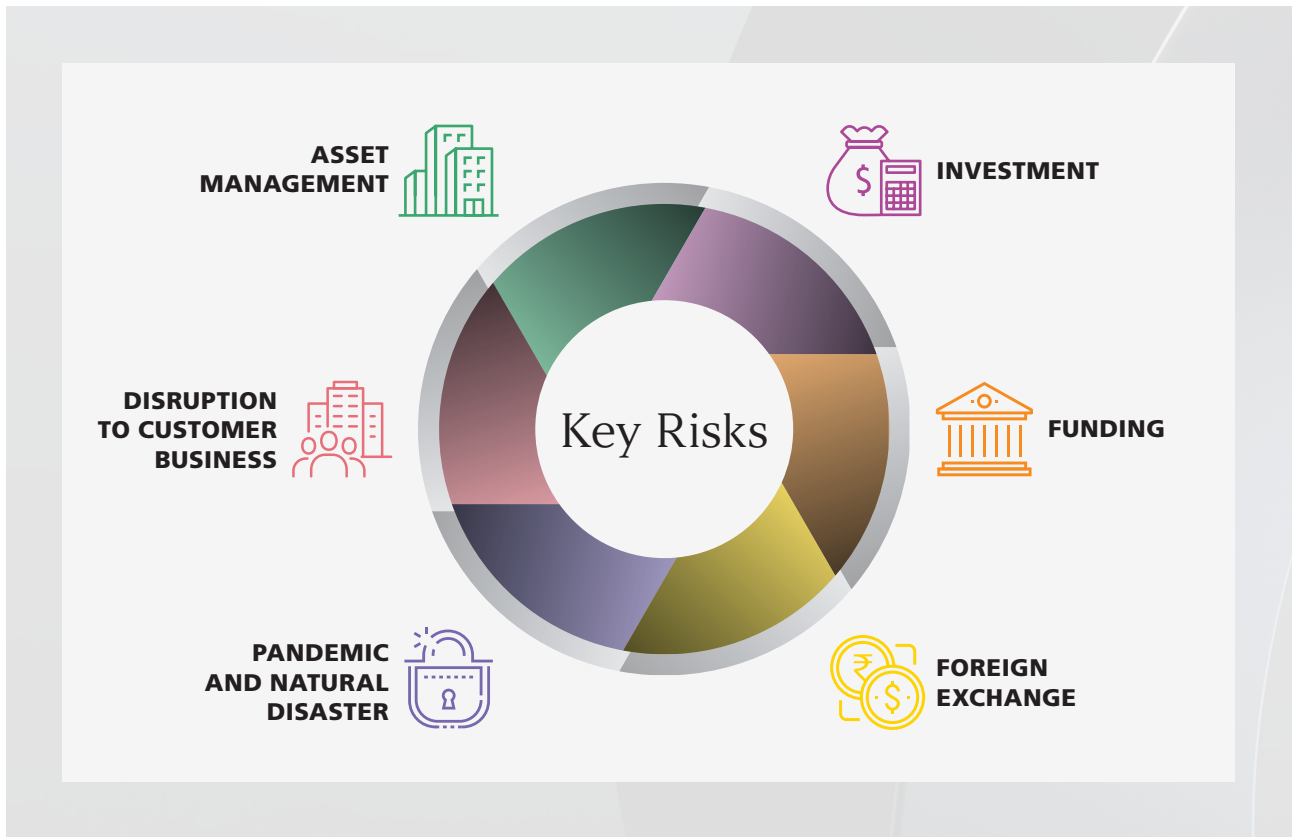 ASSET
MANAGEMENT
$
INVESTMENT
DISRUPTION
TO CUSTOMER
BUSINESS
Key Risks
FUNDING
PANDEMIC
AND NATURAL
DISASTER
₹
$
FOREIGN
EXCHANGE